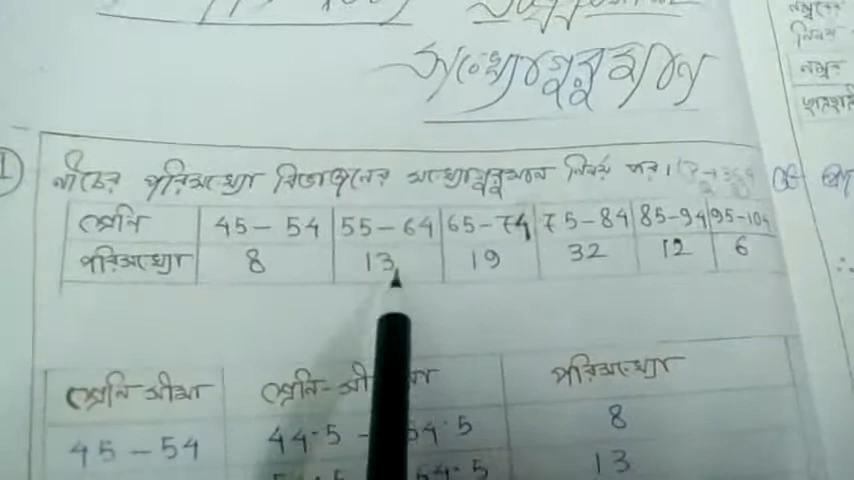 সংখ্যাগুরুমান
1
নীচের পরিসংখ্যা বিভাজনের সংখ্যাগুরুমান নির্ণয় কর।
শ্রেনি 45-54 55-64 65-74 75-84 85-94 95-104
পরিসংখ্যা 8 13 19 32 12 6
শ্রেনি সীমা শ্রেনি-সীমানা পরিসংখ্যা
45-54 44.5 - 54.5 8
13